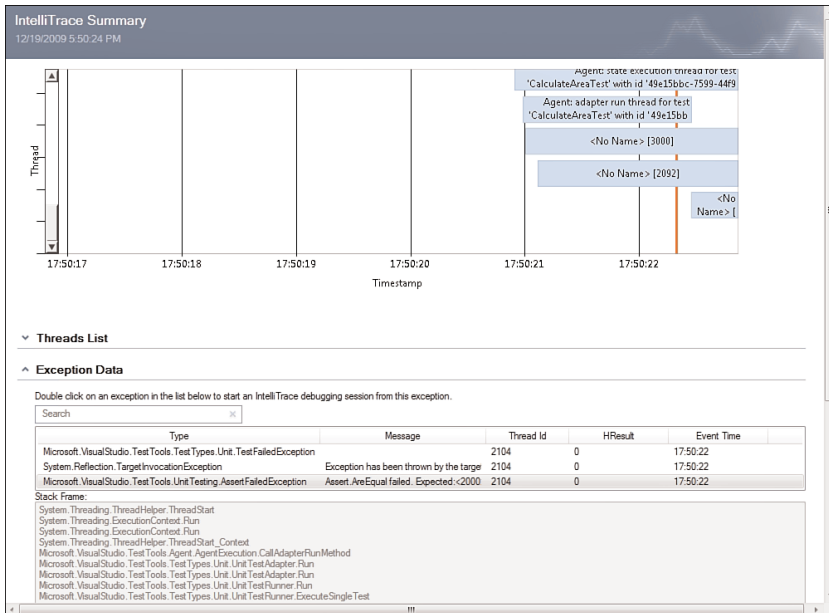 IntelliTrace Summary
12/19/2009 5:50:24 PM
Agent: state execution thread for test
'CalculateAreaTest' with id '49e15bbc-7599-44f9
Agent: adapter run thread for test
'CalculateAreaTest' with id '49e15bb
<No Name> [3000]
<No Name> [2092]
<No
Name> [
Thread
17:50:17 17:50:18 17:50:19 17:50:20 17:50:21 17:50:22
Timestamp
Threads List
Exception Data
Double click on an exception in the list below to start an IntelliTrace debugging session from this exception.
Search
Type Message Thread Id HResult Event Time
Microsoft.VisualStudio.TestTools.TestTypes.Unit.TestFailedException 2104 0 17:50:22
System.Reflection.TargetInvocationException Exception has been thrown by the targe 2104 0 17:50:22
Microsoft.VisualStudio.TestTools.UnitTesting.AssertFailedException Assert.AreEqual failed. Expected:<2000 2104 0 17:50:22
Stack Frame:
System.Threading.ThreadHelper.ThreadStart
System.Threading.ExecutionContext.Run
System.Threading.ExecutionContext.Run
System.Threading.ThreadHelper.ThreadStart_Context
Microsoft.VisualStudio.TestTools.Agent.AgentExecution.CallAdapterRunMethod
Microsoft.VisualStudio.TestTools.TestTypes.Unit.UnitTestAdapter.Run
Microsoft.VisualStudio.TestTools.TestTypes.Unit.UnitTestAdapter.Run
Microsoft.VisualStudio.TestTools.TestTypes.Unit.UnitTestRunner.Run
Microsoft.VisualStudio.TestTools.TestTypes.Unit.UnitTestRunner.ExecuteSingleTest